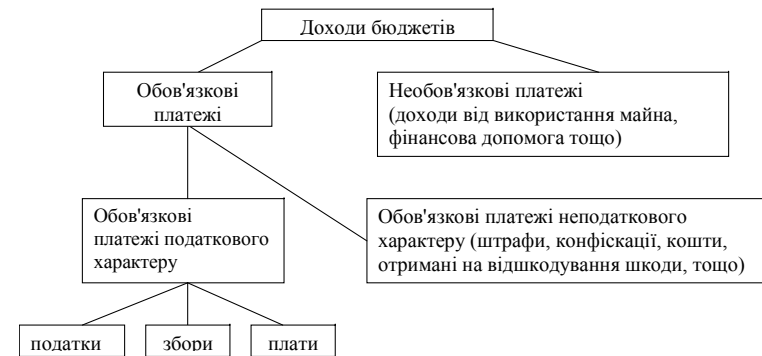 Доходи бюджетів
Обов'язкові
платежі
Необов'язкові платежі
(доходи від використання майна,
фінансова допомога тощо)
Обов'язкові
платежі податкового
характеру
Обов'язкові платежі неподаткового
характеру (штрафи, конфіскації, кошти,
отримані на відшкодування шкоди, тощо)
податки
збори
плати